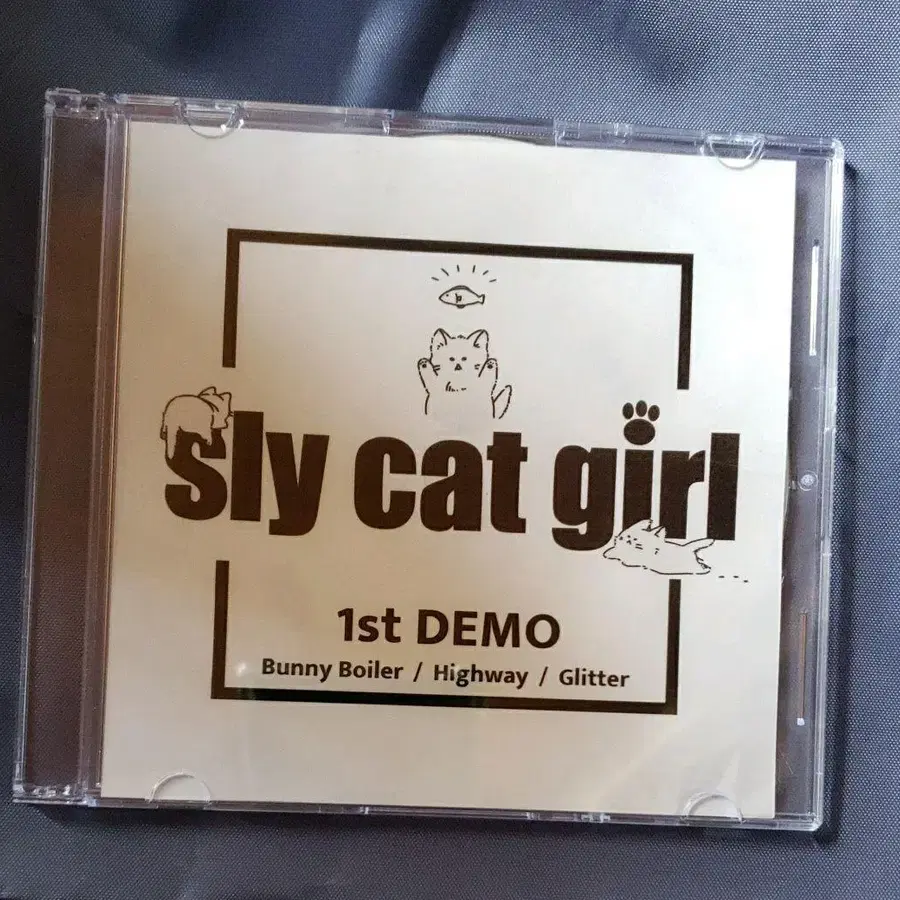 sly cat girl
1st DEMO
Bunny Boiler / Highway / Glitter